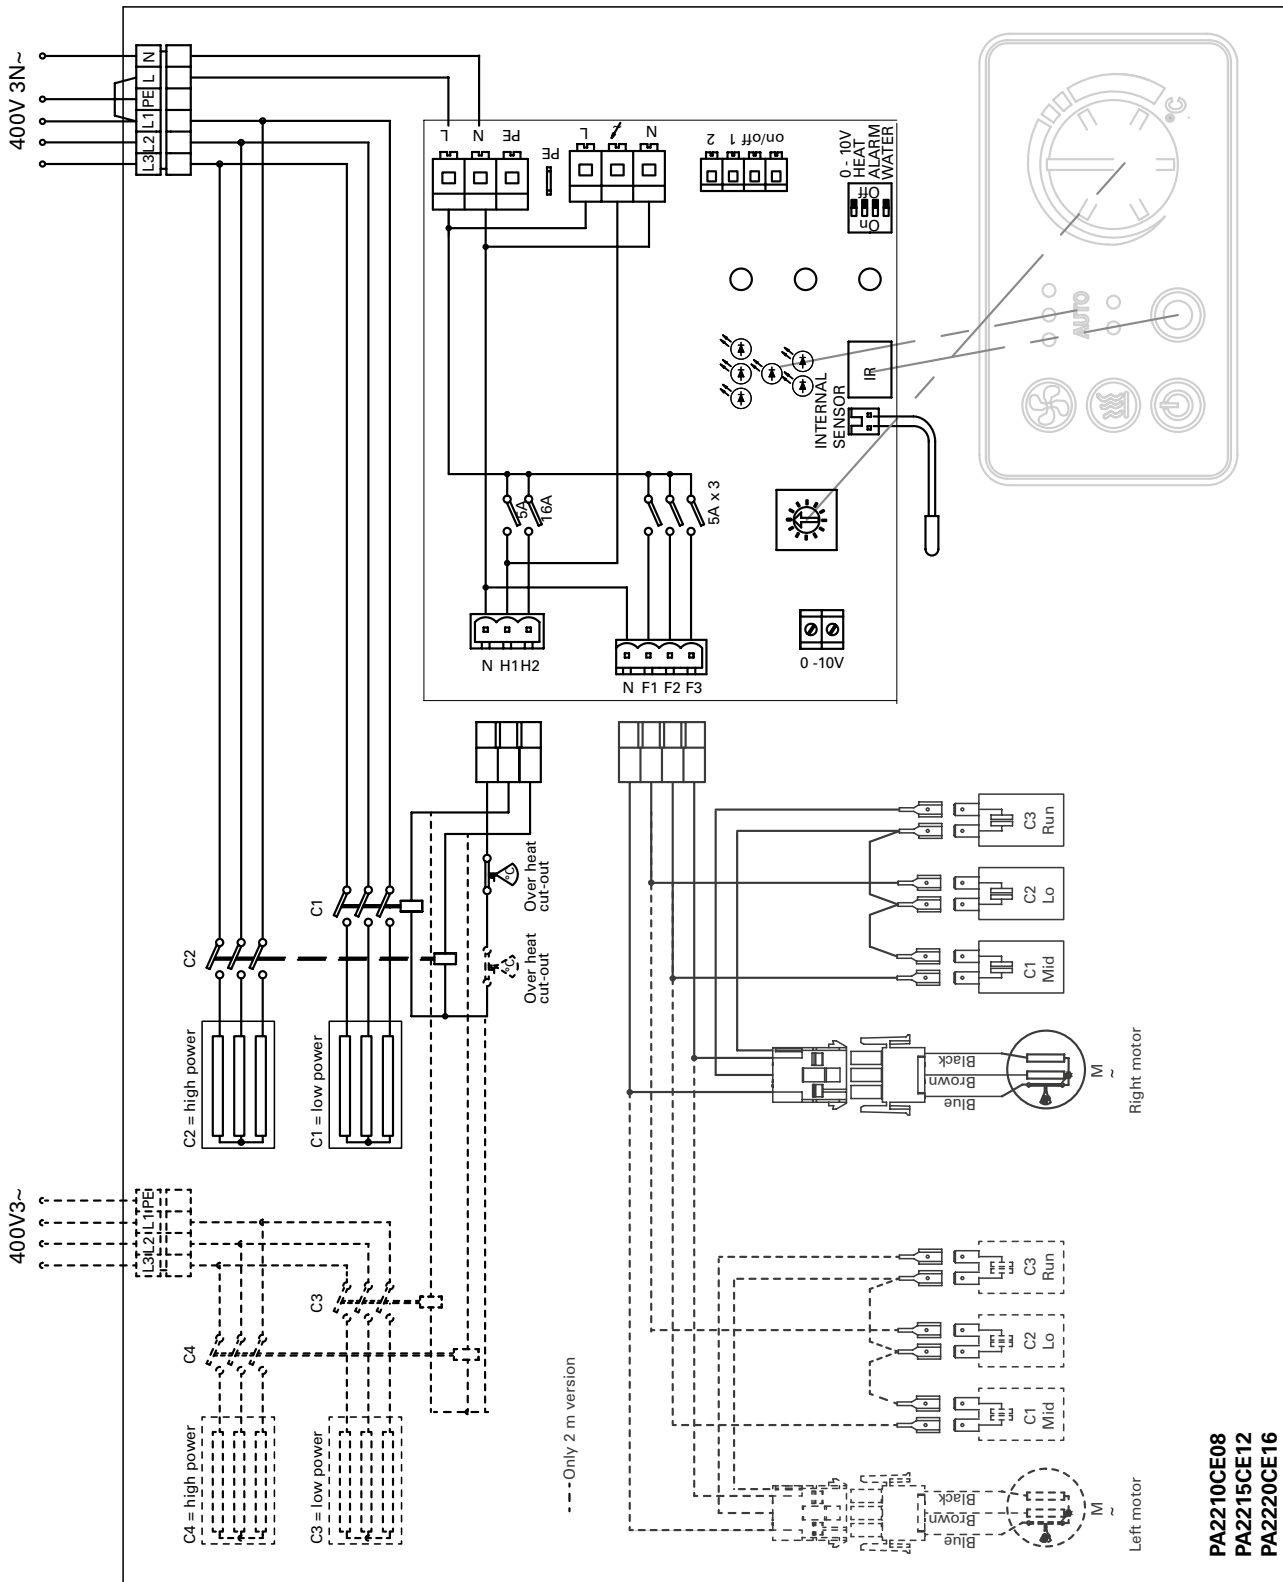 400V 3N~
N
L
PE
L1
L2
L3
L N PE
PE
L N
2 1 on/off
0 - 10V
HEAT
ALARM
WATER
Off
On
°C
AUTO
IR
INTERNAL
SENSOR
5A
16A
5A x 3
N H1 H2
N F1 F2 F3
0 -10V
C1
C2
°C
Over heat
cut-out
°C
Over heat
cut-out
C2 = high power
C1 = low power
C3
Run
C2
Lo
C1
Mid
Black
Brown
Blue
M
~
Right motor
400V3~
PE
L1
L2
L3
C3
C4
C4 = high power
C3 = low power
---- Only 2 m version
C3
Run
C2
Lo
C1
Mid
Black
Brown
Blue
M
~
Left motor
PA2210CE08
PA2215CE12
PA2220CE16